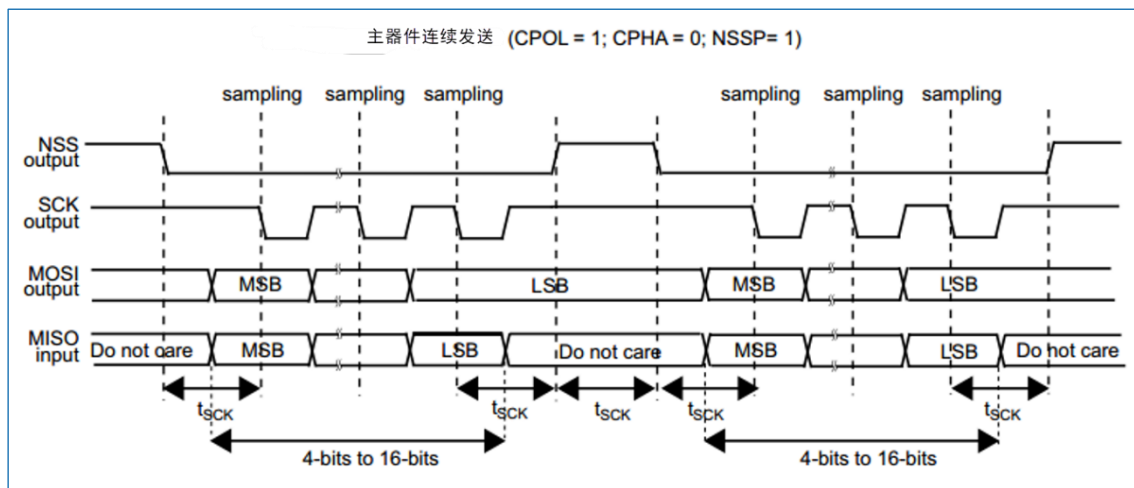 主器件连续发送 (CPOL = 1; CPHA = 0; NSSP= 1)
sampling sampling sampling sampling sampling sampling
NSS
output
SCK
output
MOSI
output
MSB LSB MSB LSB
MISO
input
Do not care MSB LSB Do not care MSB LSB Do not care
tSCK tSCK tSCK tSCK tSCK
4-bits to 16-bits 4-bits to 16-bits